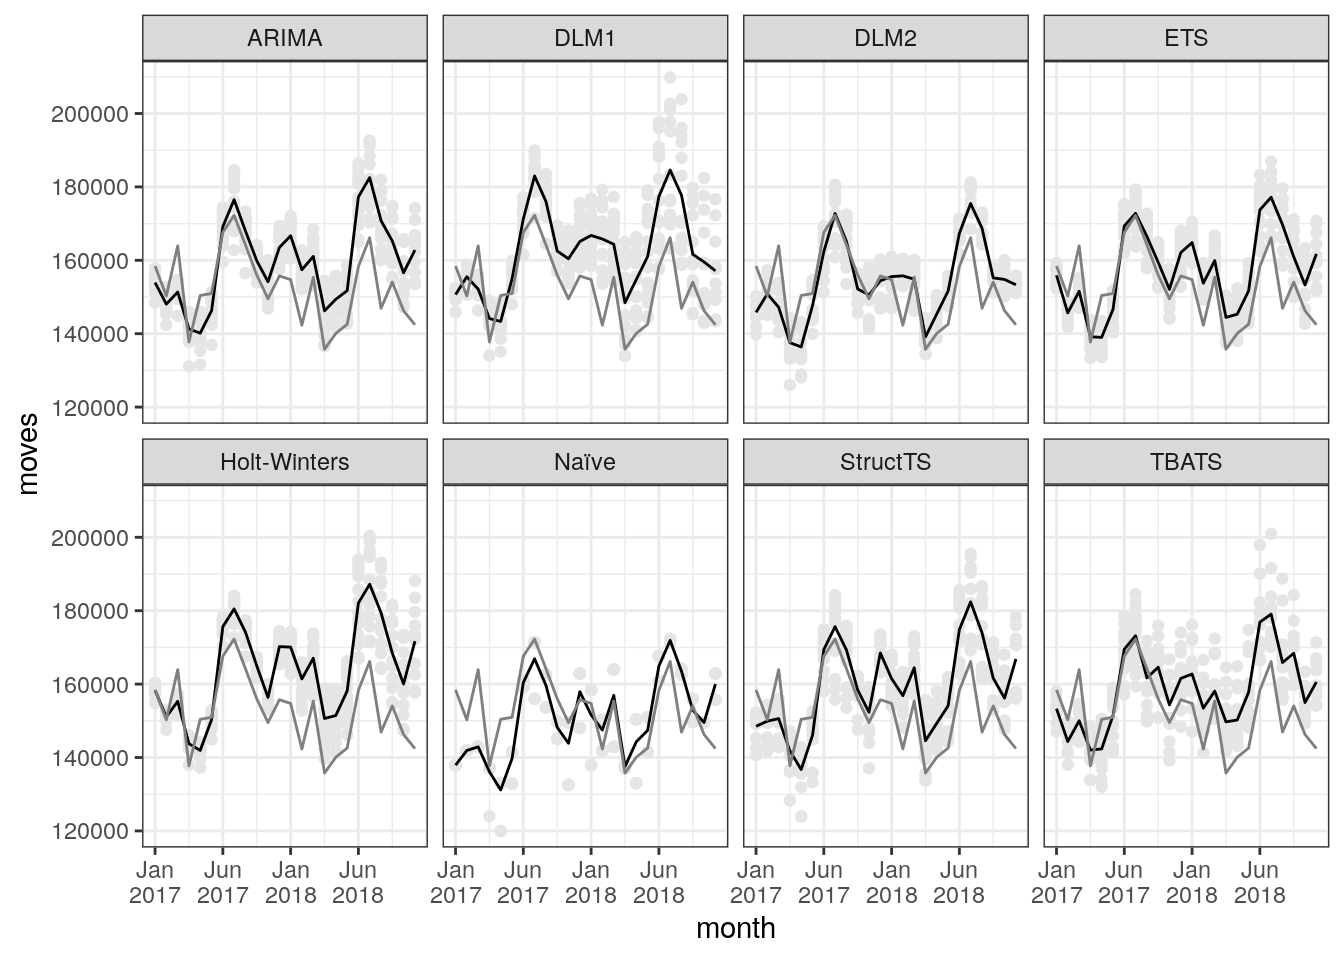 ARIMA DLM1 DLM2 ETS
200000
180000
160000
140000
120000
moves
Holt-Winters Naïve StructTS TBATS
200000
180000
160000
140000
120000
Jan Jun Jan Jun Jan Jun Jan Jun Jan Jun Jan Jun Jan Jun Jan Jun
2017 2017 2018 2018 2017 2017 2018 2018 2017 2017 2018 2018 2017 2017 2018 2018
month